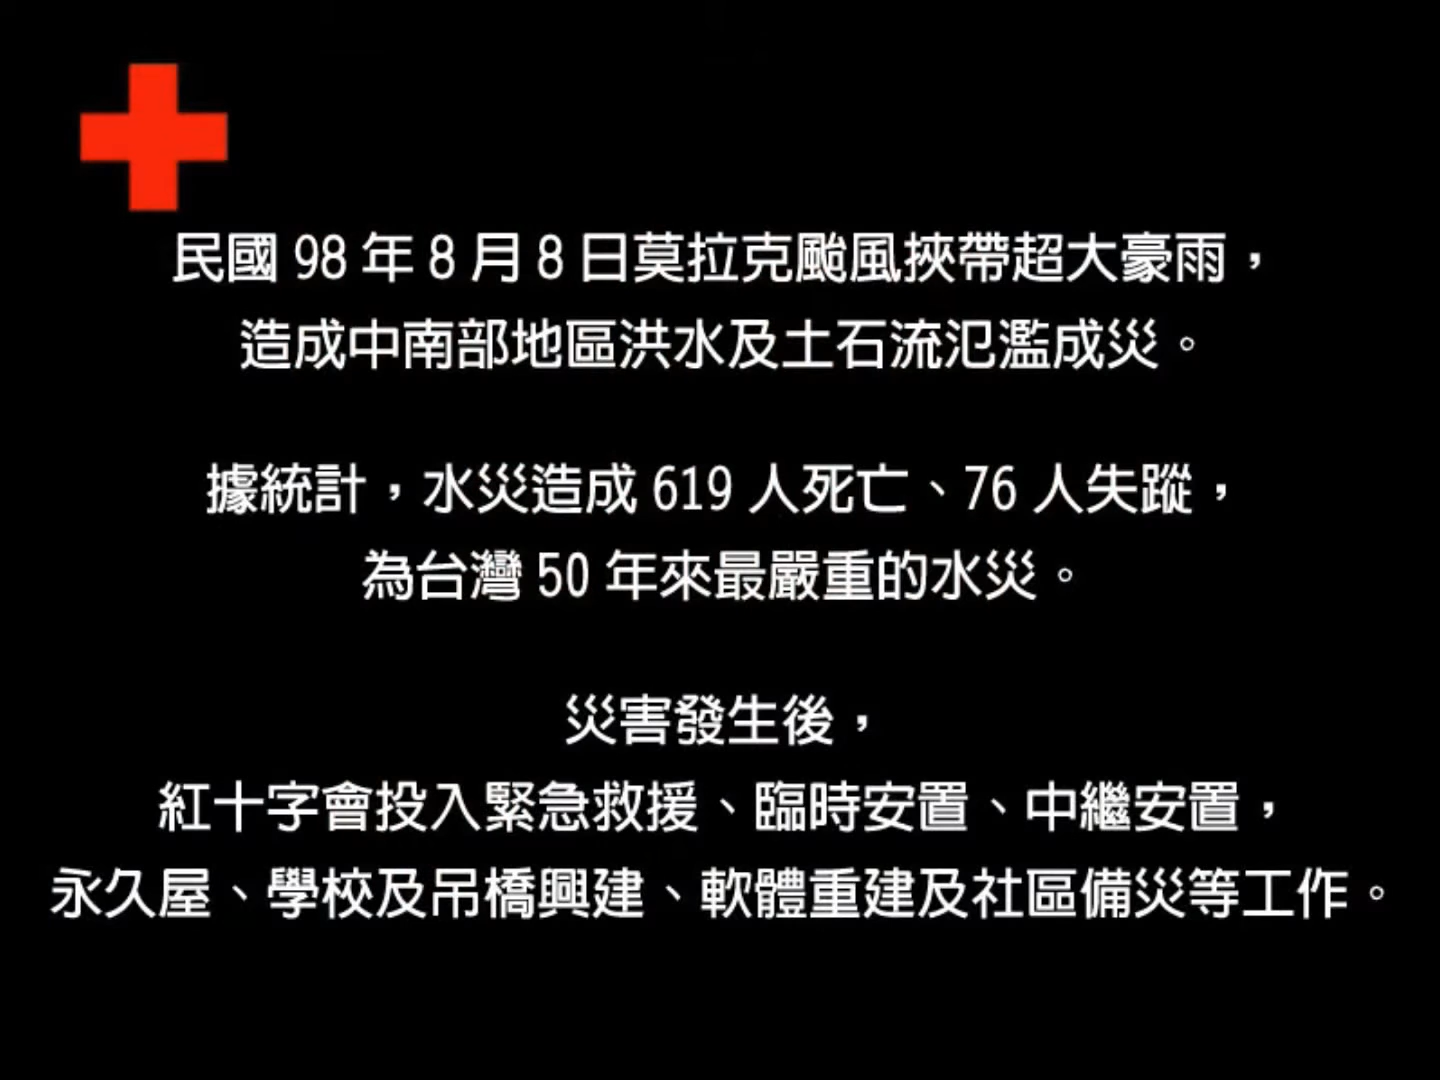 民國 98 年 8 月 8 日莫拉克颱風挾帶超大豪雨，
造成中南部地區洪水及土石流氾濫成災。
據統計，水災造成 619 人死亡、76 人失蹤，
為台灣 50 年來最嚴重的水災。
災害發生後，
紅十字會投入緊急救援、臨時安置、中繼安置，
永久屋、學校及吊橋興建、軟體重建及社區備災等工作。